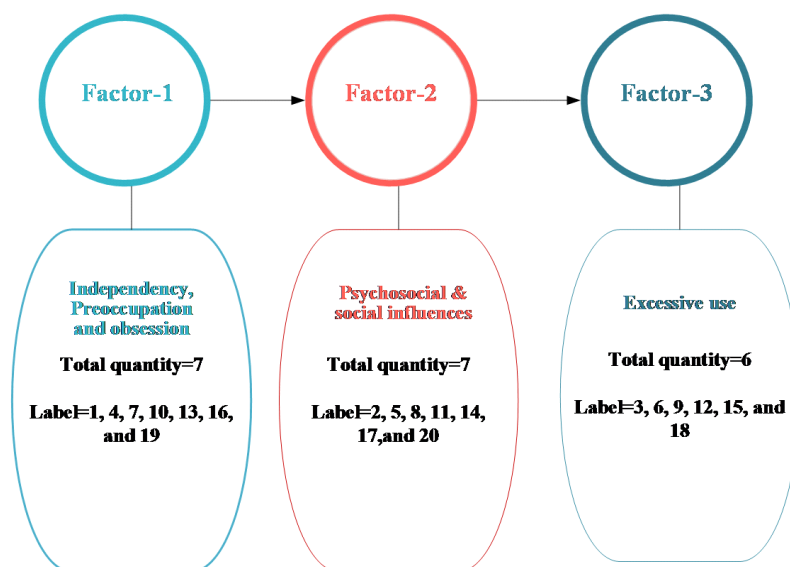 Factor-1
Factor-2
Factor-3
Independency,
Preoccupation
and obsession
Total quantity=7
Label=1, 4, 7, 10, 13, 16,
and 19
Psychosocial &
social influences
Total quantity=7
Label=2, 5, 8, 11, 14,
17,and 20
Excessive use
Total quantity=6
Label=3, 6, 9, 12, 15, and
18